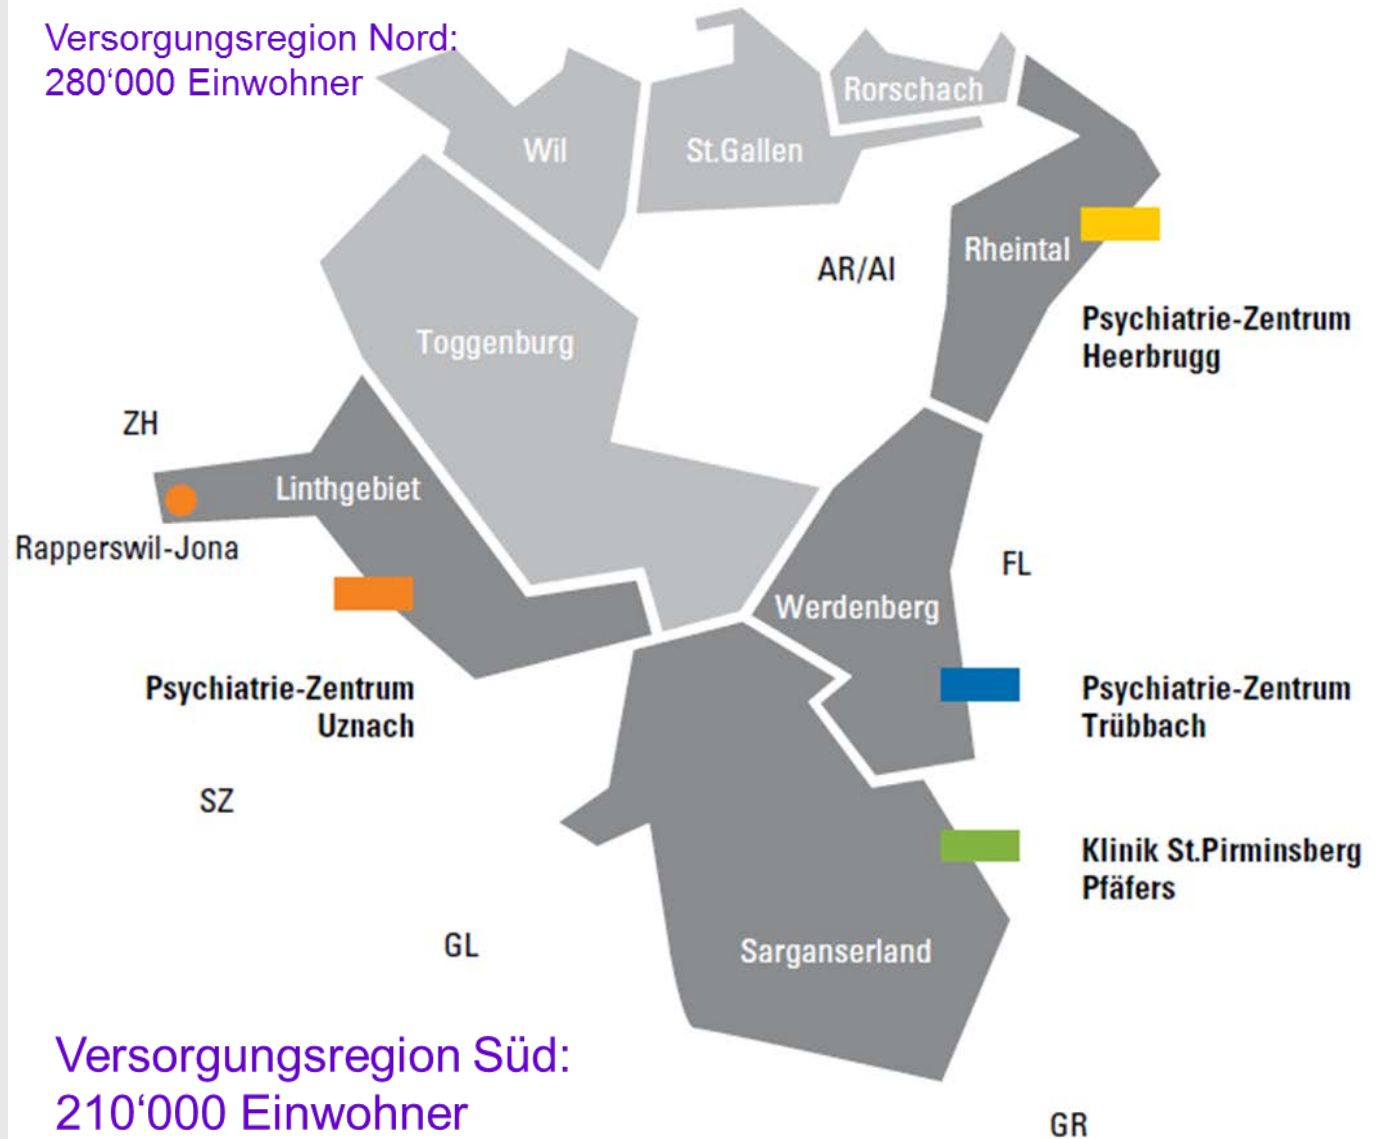 Versorgungsregion Nord:
280‘000 Einwohner
Rorschach
Wil
St.Gallen
Rheintal
AR/AI
Psychiatrie-Zentrum
Heerbrugg
Toggenburg
ZH
Linthgebiet
Rapperswil-Jona
FL
Werdenberg
Psychiatrie-Zentrum
Uznach
Psychiatrie-Zentrum
Trübbach
SZ
Klinik St.Pirminsberg
Pfäfers
GL
Sarganserland
Versorgungsregion Süd:
210‘000 Einwohner
GR